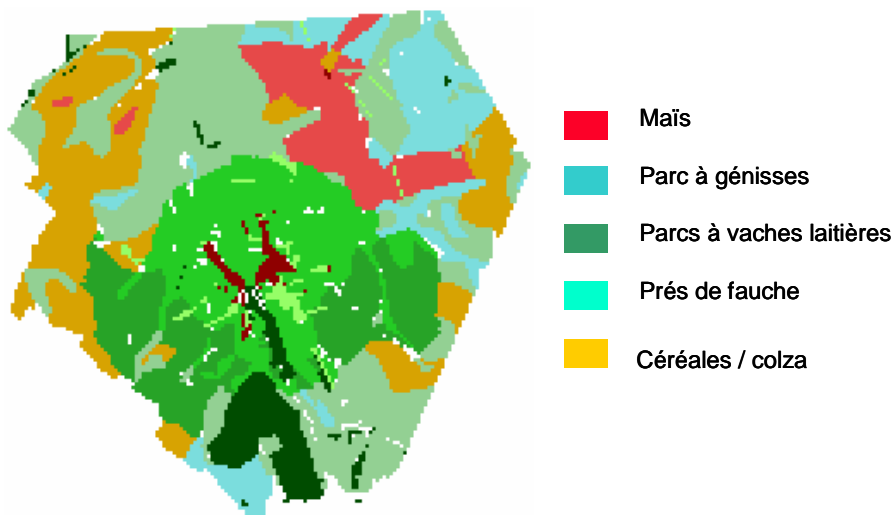 Maïs
Parc à génisses
Parcs à vaches laitières
Prés de fauche
Céréales / colza